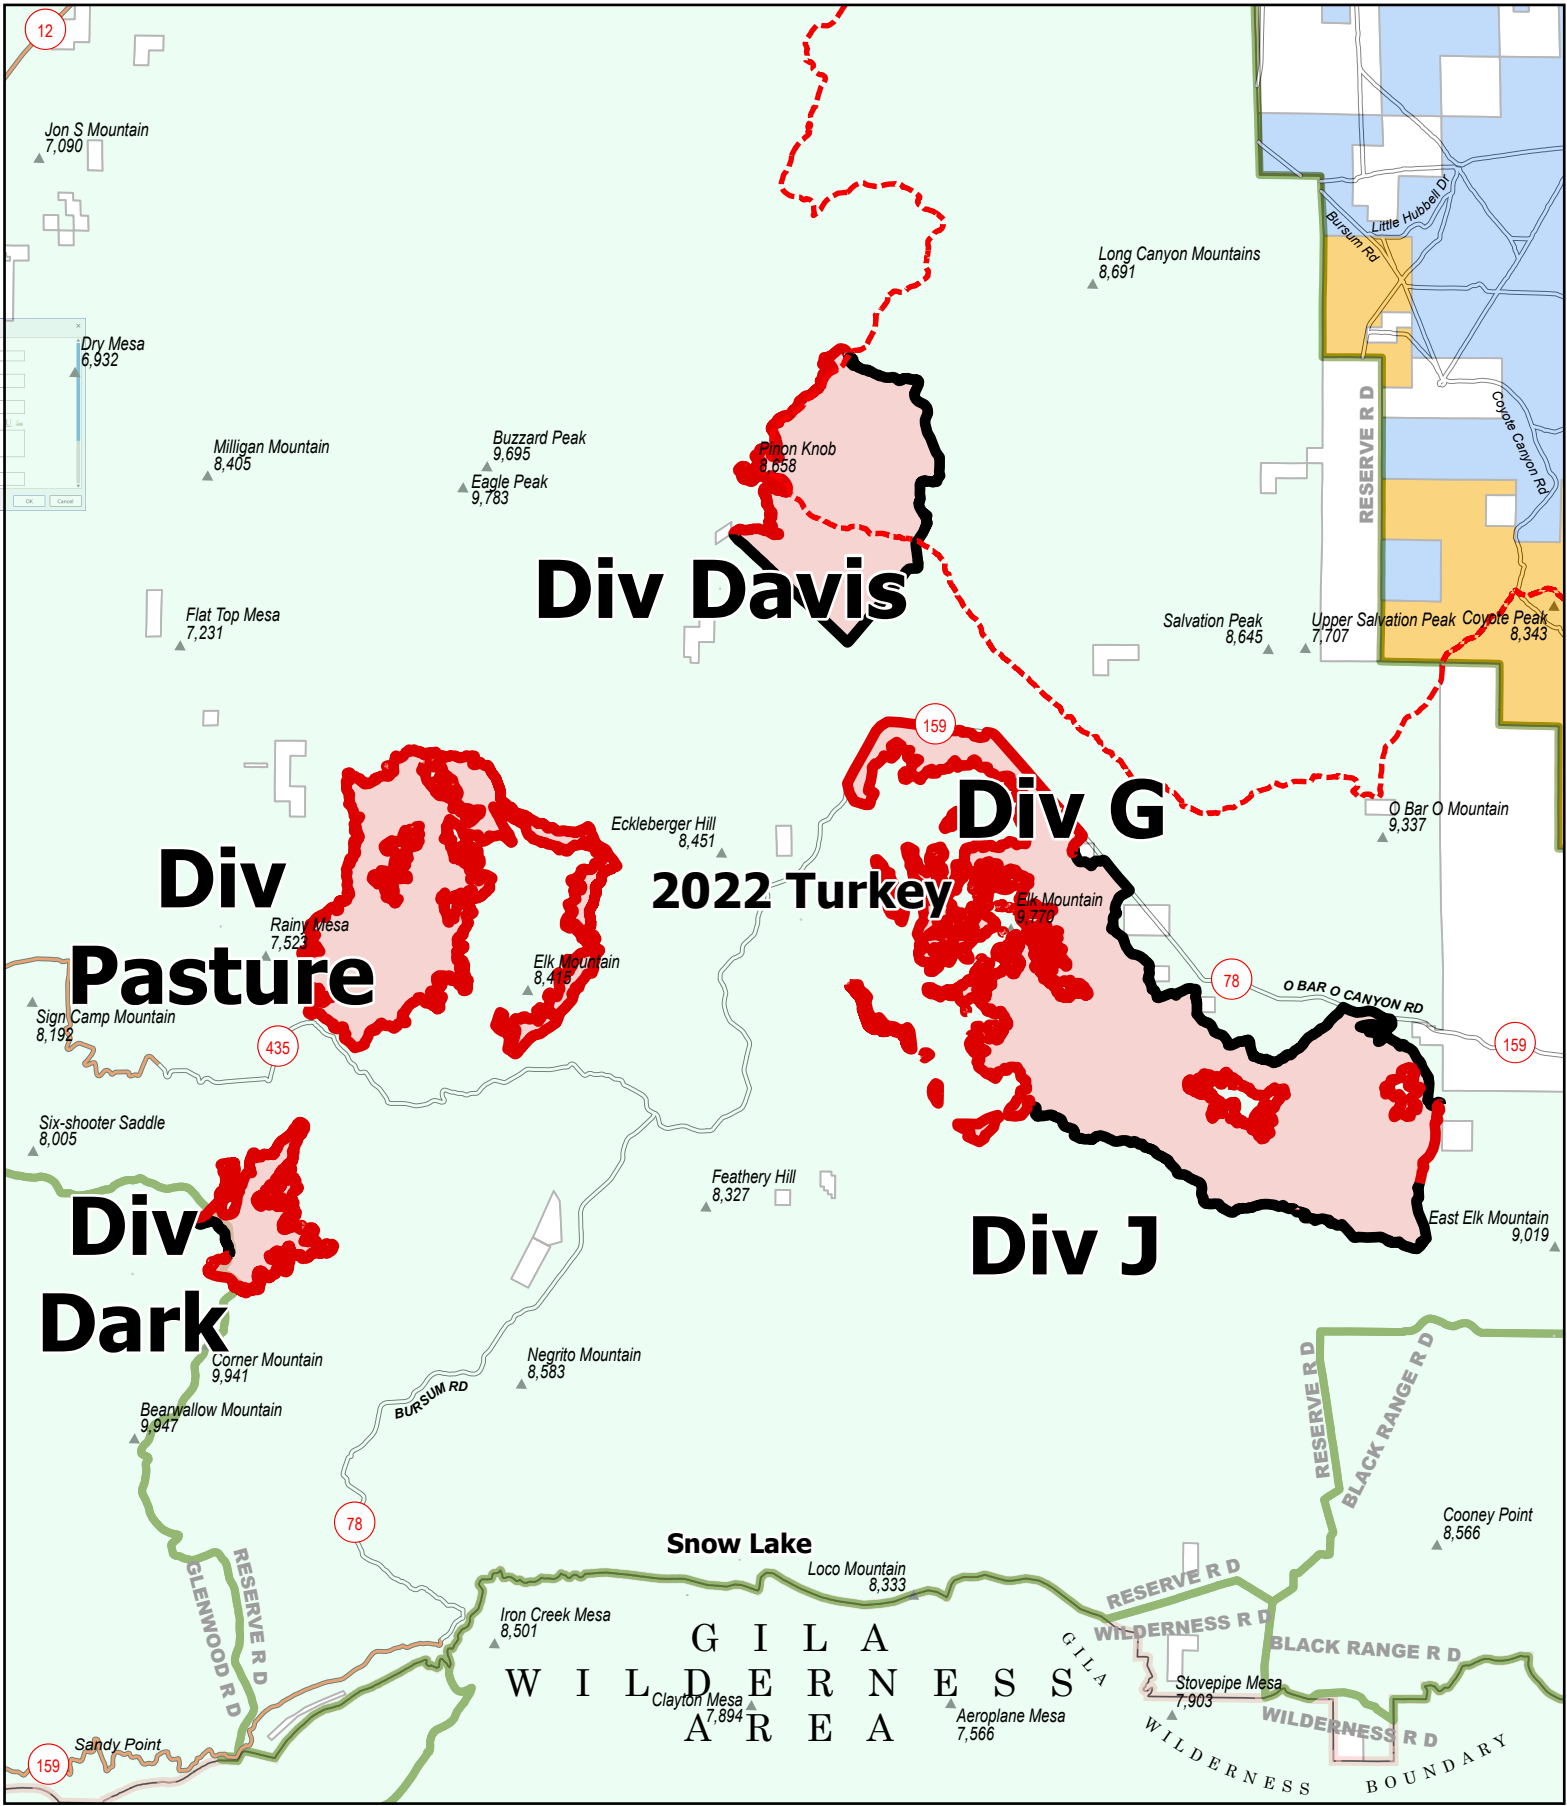 12
Jon S Mountain
7,090
Little Hubbell Dr
Bursum Rd
Long Canyon Mountains
8,691
Dry Mesa
6,932
OK
Cancel
Milligan Mountain
8,405
Buzzard Peak
9,695
Eagle Peak
9,783
Pinon Knob
8,658
RESERVE R D
Coyote Canyon Rd
Div Davis
Flat Top Mesa
7,231
Salvation Peak
8,645
Upper Salvation Peak
7,707
Coyote Peak
8,343
159
Div G
O Bar O Mountain
9,337
Eckleberger Hill
8,451
2022 Turkey
Elk Mountain
9,770
Div
Pasture
Rainy Mesa
7,523
Elk Mountain
8,415
78
O BAR O CANYON RD
159
Sign Camp Mountain
8,192
435
Six-shooter Saddle
8,005
Feathery Hill
8,327
Div
Dark
Div J
East Elk Mountain
9,019
Corner Mountain
9,941
Negrito Mountain
8,583
BURSUM RD
Bearwallow Mountain
9,947
RESERVE R D
BLACK RANGE R D
78
Cooney Point
8,566
Snow Lake
Loco Mountain
8,333
GLENWOOD R D
RESERVE R D
RESERVE R D
WILDERNESS R D
BLACK RANGE R D
Iron Creek Mesa
8,501
GILA
WILDERNESS
AREA
Clayton Mesa
7,894
Aeroplane Mesa
7,566
Stovepipe Mesa
7,903
WILDERNESS R D
GILA WILDERNESS BOUNDARY
Sandy Point
159